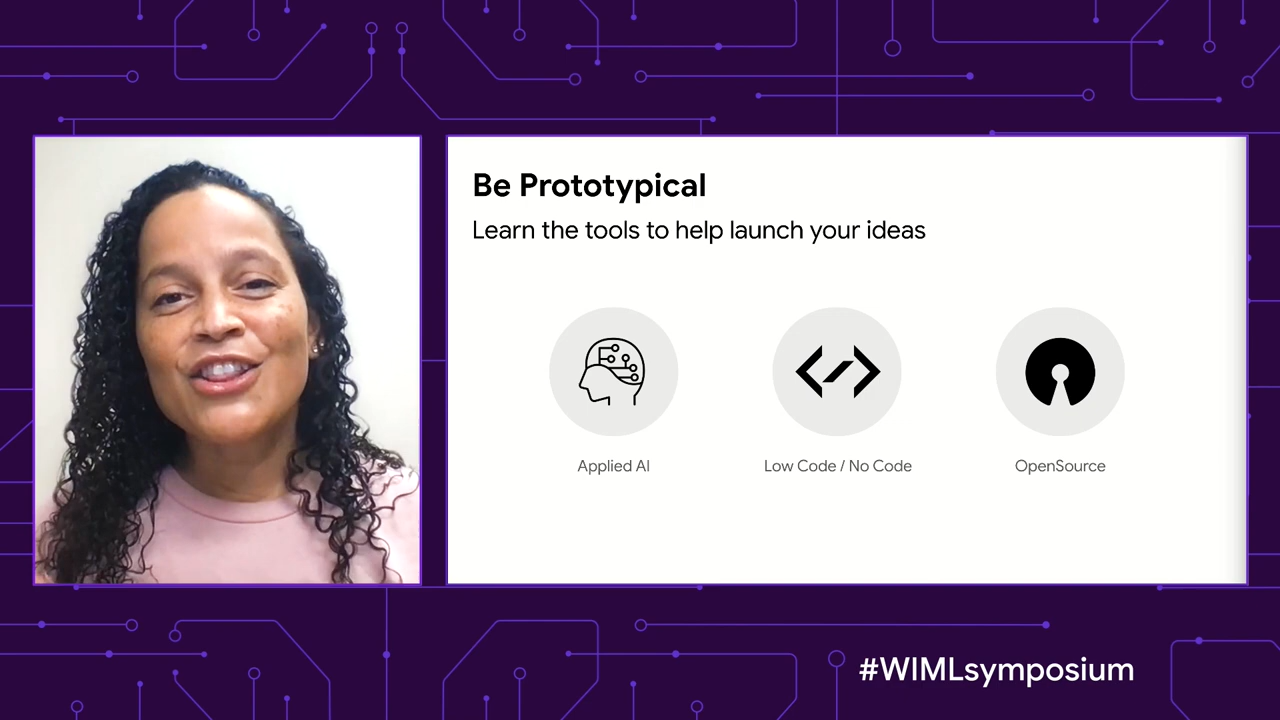 Be Prototypical
Learn the tools to help launch your ideas
Applied AI
Low Code / No Code
OpenSource
#WIMLsymposium